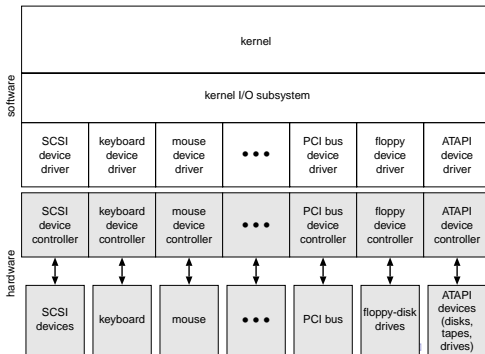 kernel
software
kernel I/O subsystem
SCSI
device
driver
keyboard
device
driver
mouse
device
driver
•••
PCI bus
device
driver
floppy
device
driver
ATAPI
device
driver
hardware
SCSI
device
controller
keyboard
device
controller
mouse
device
controller
•••
PCI bus
device
controller
floppy
device
controller
ATAPI
device
controller
SCSI
devices
keyboard
mouse
•••
PCI bus
floppy-disk
drives
ATAPI
devices
(disks,
tapes,
drives)